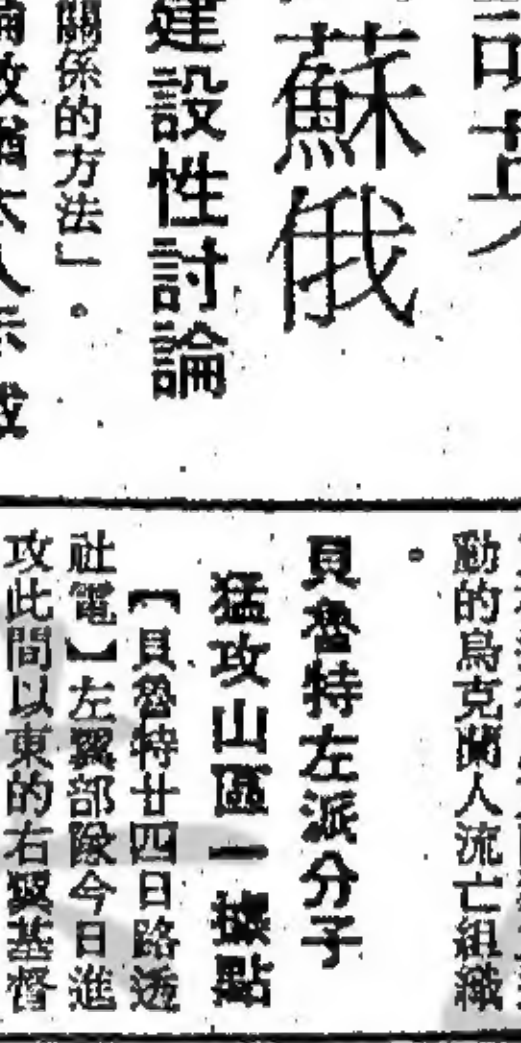 蘇俄
建設性討論
關係的方法」。
動的烏克蘭人流亡組織
。
貝魯特左派分子
猛攻山區一據點
【貝魯特廿四日路透
社電】左翼部隊今日進
攻此間以東的右翼基督